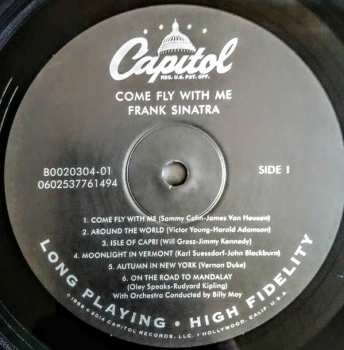 Capitol
REG. U.S. PAT. OFF.
COME FLY WITH ME
FRANK SINATRA
B0020304-01
0602537761494
SIDE 1
1. COME FLY WITH ME (Sammy Cahn-James Van Heusen)
2. AROUND THE WORLD (Victor Young-Harold Adamson)
3. ISLE OF CAPRI (Will Grosz-Jimmy Kennedy)
4. MOONLIGHT IN VERMONT (Karl Suessdorf-John Blackburn)
5. AUTUMN IN NEW YORK (Vernon Duke)
6. ON THE ROAD TO MANDALAY
(Oley Speaks-Rudyard Kipling)
With Orchestra Conducted by Billy May
LONG PLAYING • HIGH FIDELITY
2014 CAPITOL RECORDS, LLC. / HOLLYWOOD, CALIF. U.S.A.